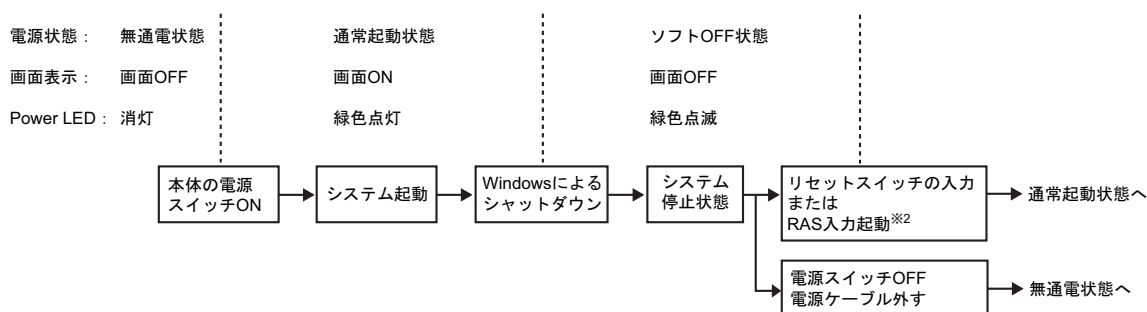 電源状態： 無通電状態 通常起動状態 ソフトOFF状態
画面表示： 画面OFF 画面ON 画面OFF
Power LED： 消灯 緑色点灯 緑色点滅
本体の電源
スイッチON
システム起動
Windowsによる
シャットダウン
システム
停止状態
リセットスイッチの入力
または
RAS入力起動※2
通常起動状態へ
電源スイッチOFF
電源ケーブル外す
無通電状態へ